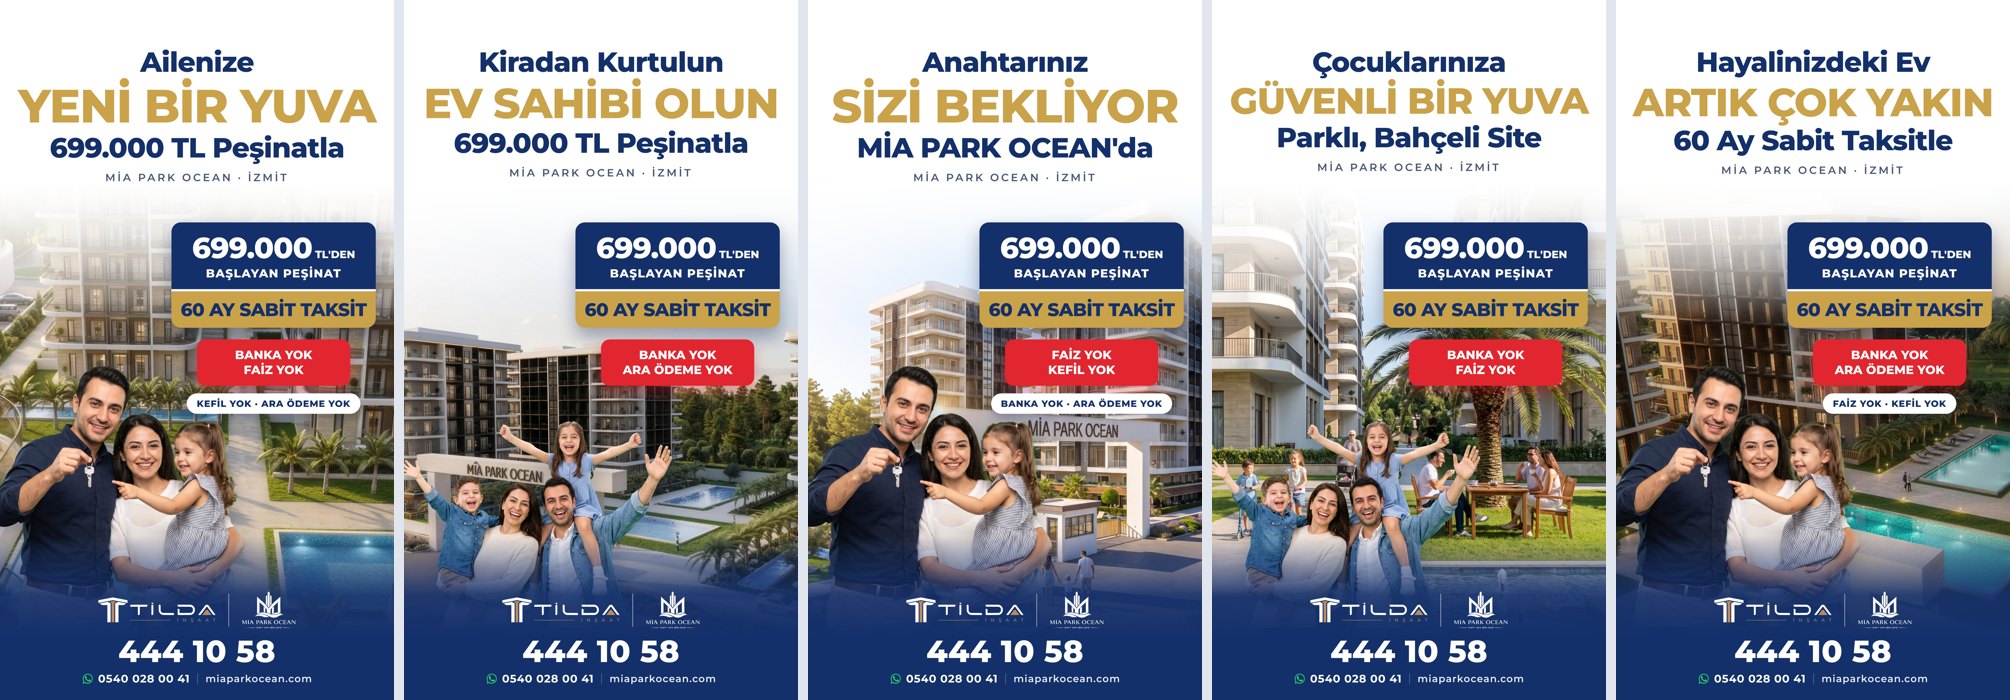 Ailenize
YENİ BİR YUVA
699.000 TL Peşinatla
MİA PARK OCEAN · İZMİT
699.000 TL'DEN
BAŞLAYAN PEŞİNAT
60 AY SABİT TAKSİT
BANKA YOK
FAİZ YOK
KEFİL YOK · ARA ÖDEME YOK
TİLDA
İNŞAAT
MIA PARK OCEAN
444 10 58
0540 028 00 41 | miaparkocean.com
Kiradan Kurtulun
EV SAHİBİ OLUN
699.000 TL Peşinatla
MİA PARK OCEAN · İZMİT
699.000 TL'DEN
BAŞLAYAN PEŞİNAT
60 AY SABİT TAKSİT
BANKA YOK
ARA ÖDEME YOK
MİA PARK OCEAN
TİLDA
İNŞAAT
MIA PARK OCEAN
444 10 58
0540 028 00 41 | miaparkocean.com
Anahtarınız
SİZİ BEKLİYOR
MİA PARK OCEAN'da
MİA PARK OCEAN · İZMİT
699.000 TL'DEN
BAŞLAYAN PEŞİNAT
60 AY SABİT TAKSİT
FAİZ YOK
KEFİL YOK
BANKA YOK · ARA ÖDEME YOK
MİA PARK OCEAN
TİLDA
İNŞAAT
MIA PARK OCEAN
444 10 58
0540 028 00 41 | miaparkocean.com
Çocuklarınıza
GÜVENLİ BİR YUVA
Parklı, Bahçeli Site
MİA PARK OCEAN · İZMİT
699.000 TL'DEN
BAŞLAYAN PEŞİNAT
60 AY SABİT TAKSİT
BANKA YOK
FAİZ YOK
TİLDA
İNŞAAT
MIA PARK OCEAN
444 10 58
0540 028 00 41 | miaparkocean.com
Hayalinizdeki Ev
ARTIK ÇOK YAKIN
60 Ay Sabit Taksitle
MİA PARK OCEAN · İZMİT
699.000 TL'DEN
BAŞLAYAN PEŞİNAT
60 AY SABİT TAKSİT
BANKA YOK
ARA ÖDEME YOK
FAİZ YOK · KEFİL YOK
TİLDA
İNŞAAT
MIA PARK OCEAN
444 10 58
0540 028 00 41 | miaparkocean.com